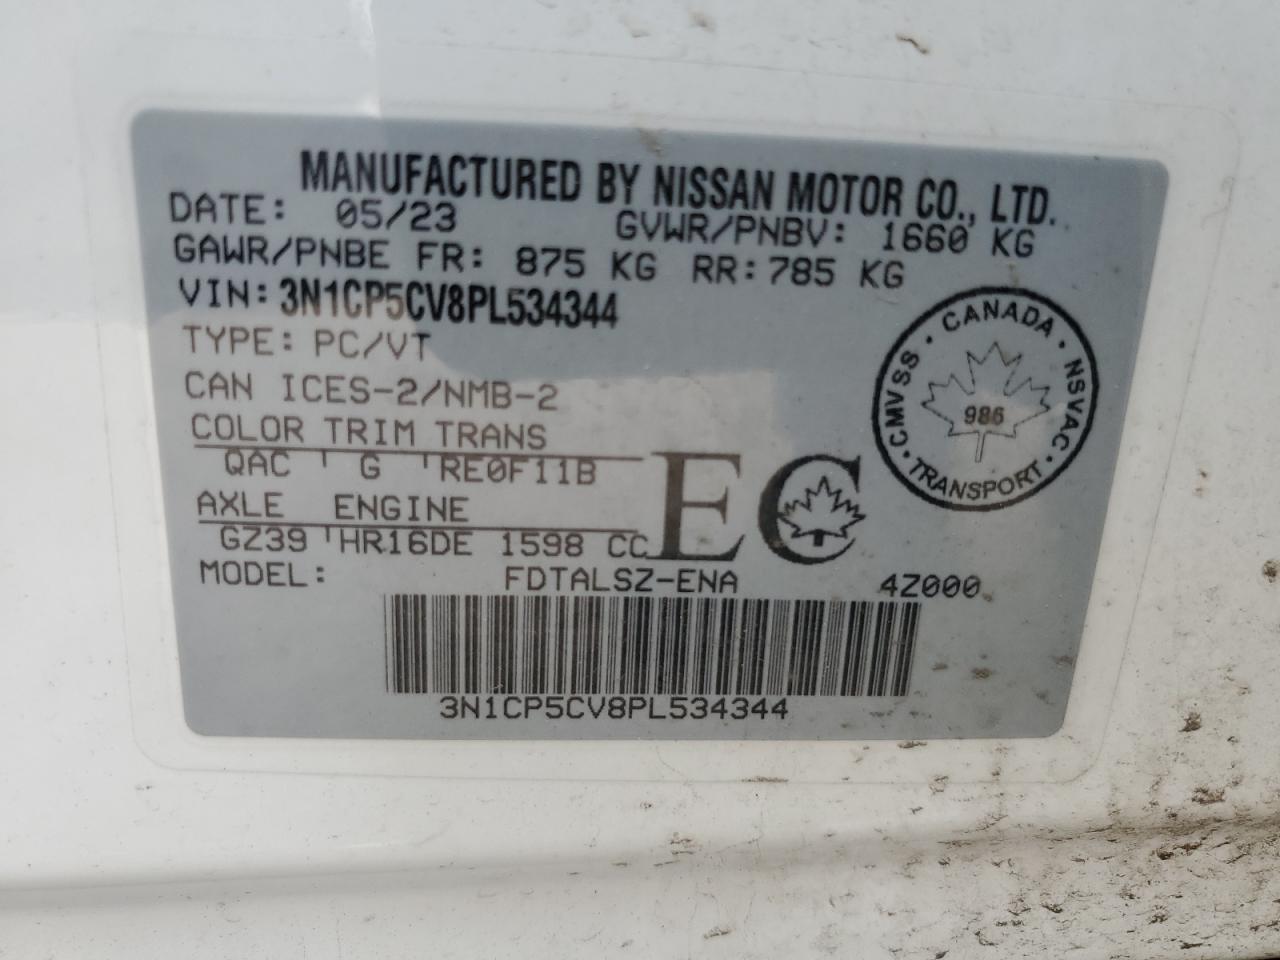 MANUFACTURED BY NISSAN MOTOR CO., LTD.
DATE: 05/23 GVWR/PNBV: 1660 KG
GAWR/PNBE FR: 875 KG RR: 785 KG
VIN: 3N1CP5CV8PL534344
TYPE: PC/VT
CAN ICES-2/NMB-2
COLOR TRIM TRANS
QAC G RE0F11B
AXLE ENGINE
GZ39 HR16DE 1598 CC
MODEL: FDTALSZ-ENA 4Z000
3N1CP5CV8PL534344
EC
CANADA · NSVAC · TRANSPORT · CMVSS ·
986